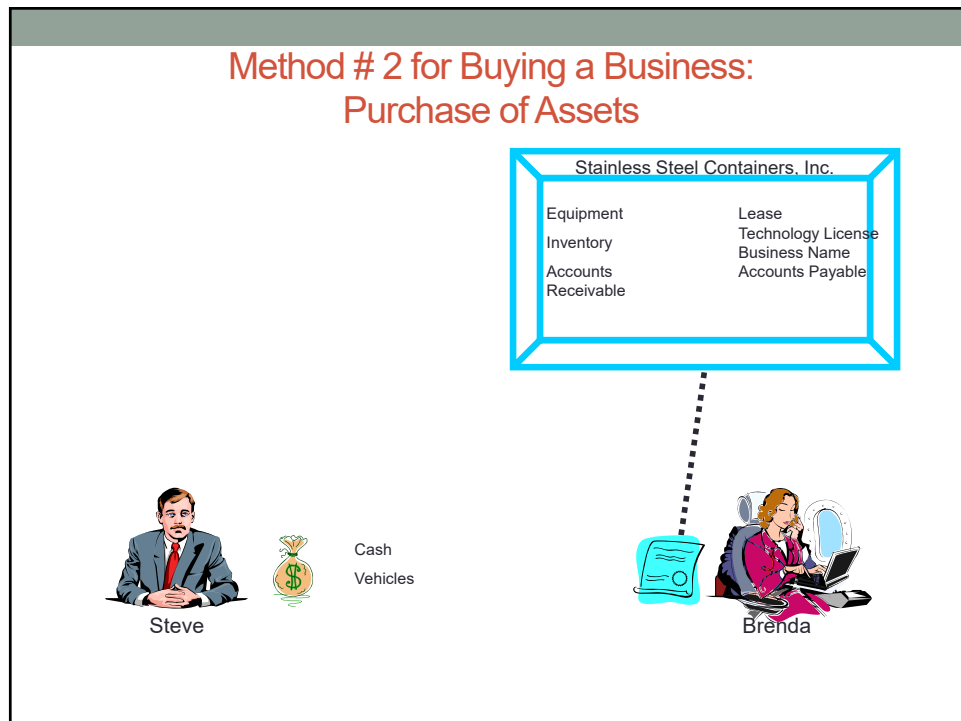 Method # 2 for Buying a Business:
Purchase of Assets
Stainless Steel Containers, Inc.
Equipment
Inventory
Accounts
Receivable
Lease
Technology License
Business Name
Accounts Payable
$
Cash
Vehicles
Steve
Brenda